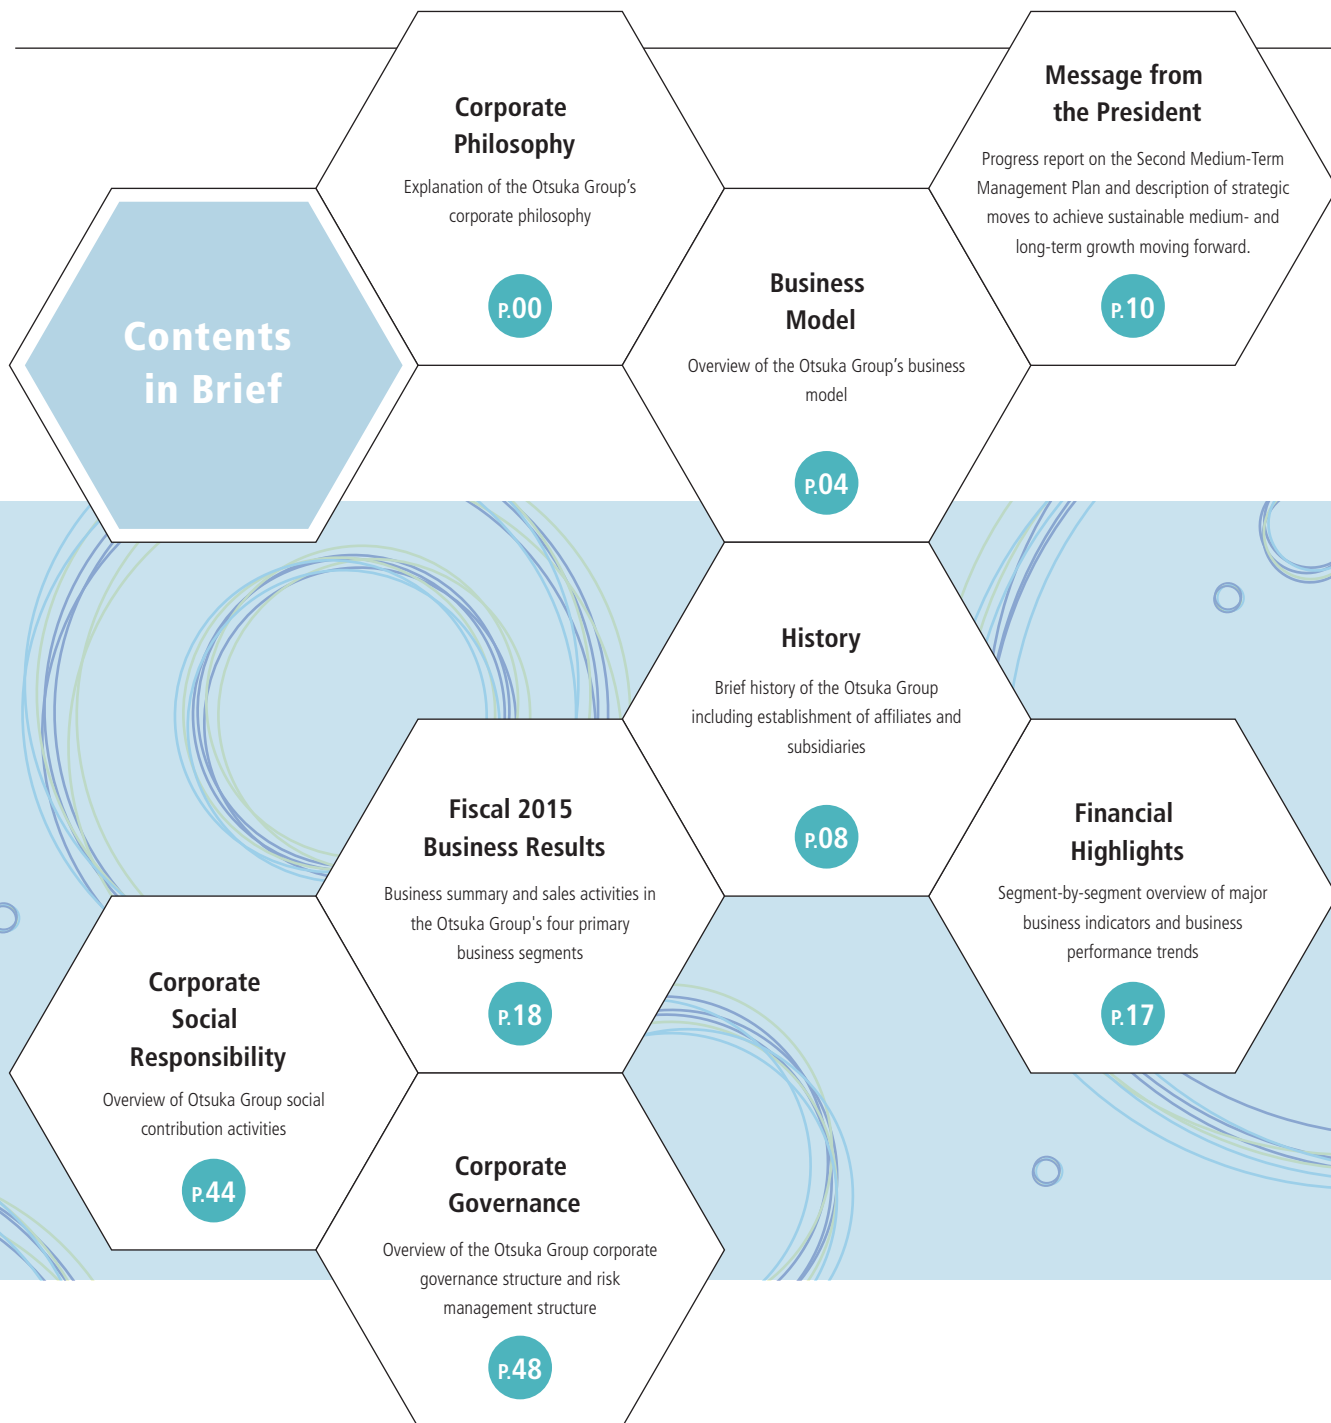 Contents
in Brief
Corporate
Philosophy
Explanation of the Otsuka Group’s
corporate philosophy
P.00
Business
Model
Overview of the Otsuka Group’s business
model
P.04
History
Brief history of the Otsuka Group
including establishment of affiliates and
subsidiaries
P.08
Message from
the President
Progress report on the Second Medium-Term
Management Plan and description of strategic
moves to achieve sustainable medium- and
long-term growth moving forward.
P.10
Financial
Highlights
Segment-by-segment overview of major
business indicators and business
performance trends
P.17
Fiscal 2015
Business Results
Business summary and sales activities in
the Otsuka Group's four primary
business segments
P.18
Corporate
Social
Responsibility
Overview of Otsuka Group social
contribution activities
P.44
Corporate
Governance
Overview of the Otsuka Group corporate
governance structure and risk
management structure
P.48